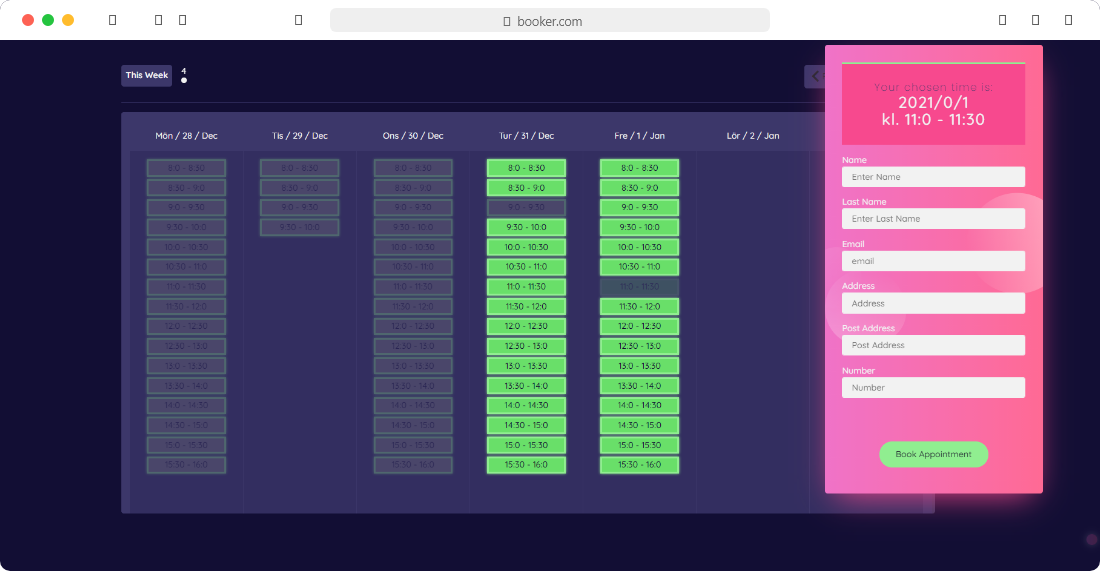 booker.com
This Week
4
Mön / 28 / Dec
Tis / 29 / Dec
Ons / 30 / Dec
Tur / 31 / Dec
Fre / 1 / Jan
Lör / 2 / Jan
8:0 - 8:30
8:30 - 9:0
9:0 - 9:30
9:30 - 10:0
10:0 - 10:30
10:30 - 11:0
11:0 - 11:30
11:30 - 12:0
12:0 - 12:30
12:30 - 13:0
13:0 - 13:30
13:30 - 14:0
14:0 - 14:30
14:30 - 15:0
15:0 - 15:30
15:30 - 16:0
8:0 - 8:30
8:30 - 9:0
9:0 - 9:30
9:30 - 10:0
8:0 - 8:30
8:30 - 9:0
9:0 - 9:30
9:30 - 10:0
10:0 - 10:30
10:30 - 11:0
11:0 - 11:30
11:30 - 12:0
12:0 - 12:30
12:30 - 13:0
13:0 - 13:30
13:30 - 14:0
14:0 - 14:30
14:30 - 15:0
15:0 - 15:30
15:30 - 16:0
8:0 - 8:30
8:30 - 9:0
9:0 - 9:30
9:30 - 10:0
10:0 - 10:30
10:30 - 11:0
11:0 - 11:30
11:30 - 12:0
12:0 - 12:30
12:30 - 13:0
13:0 - 13:30
13:30 - 14:0
14:0 - 14:30
14:30 - 15:0
15:0 - 15:30
15:30 - 16:0
8:0 - 8:30
8:30 - 9:0
9:0 - 9:30
9:30 - 10:0
10:0 - 10:30
10:30 - 11:0
11:0 - 11:30
11:30 - 12:0
12:0 - 12:30
12:30 - 13:0
13:0 - 13:30
13:30 - 14:0
14:0 - 14:30
14:30 - 15:0
15:0 - 15:30
15:30 - 16:0
Your chosen time is:
2021/0/1
kl. 11:0 - 11:30
Name
Enter Name
Last Name
Enter Last Name
Email
email
Address
Address
Post Address
Post Address
Number
Number
Book Appointment